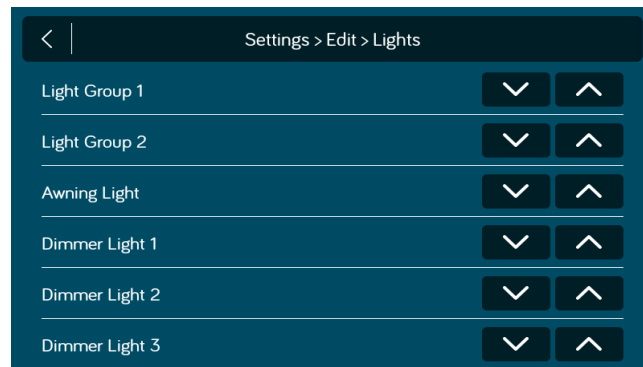 Settings > Edit > Lights
Light Group 1
Light Group 2
Awning Light
Dimmer Light 1
Dimmer Light 2
Dimmer Light 3